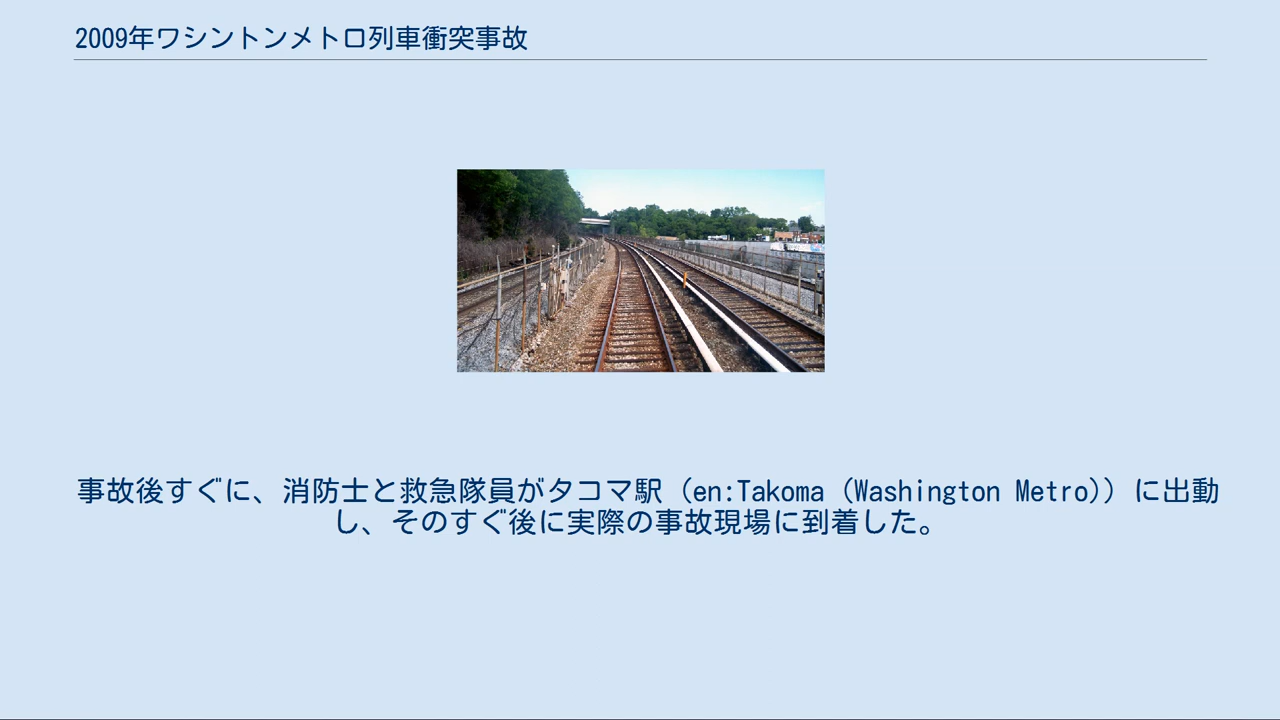 2009年ワシントンメトロ列車衝突事故
事故後すぐに、消防士と救急隊員がタコマ駅（en:Takoma (Washington Metro)）に出動
し、そのすぐ後に実際の事故現場に到着した。